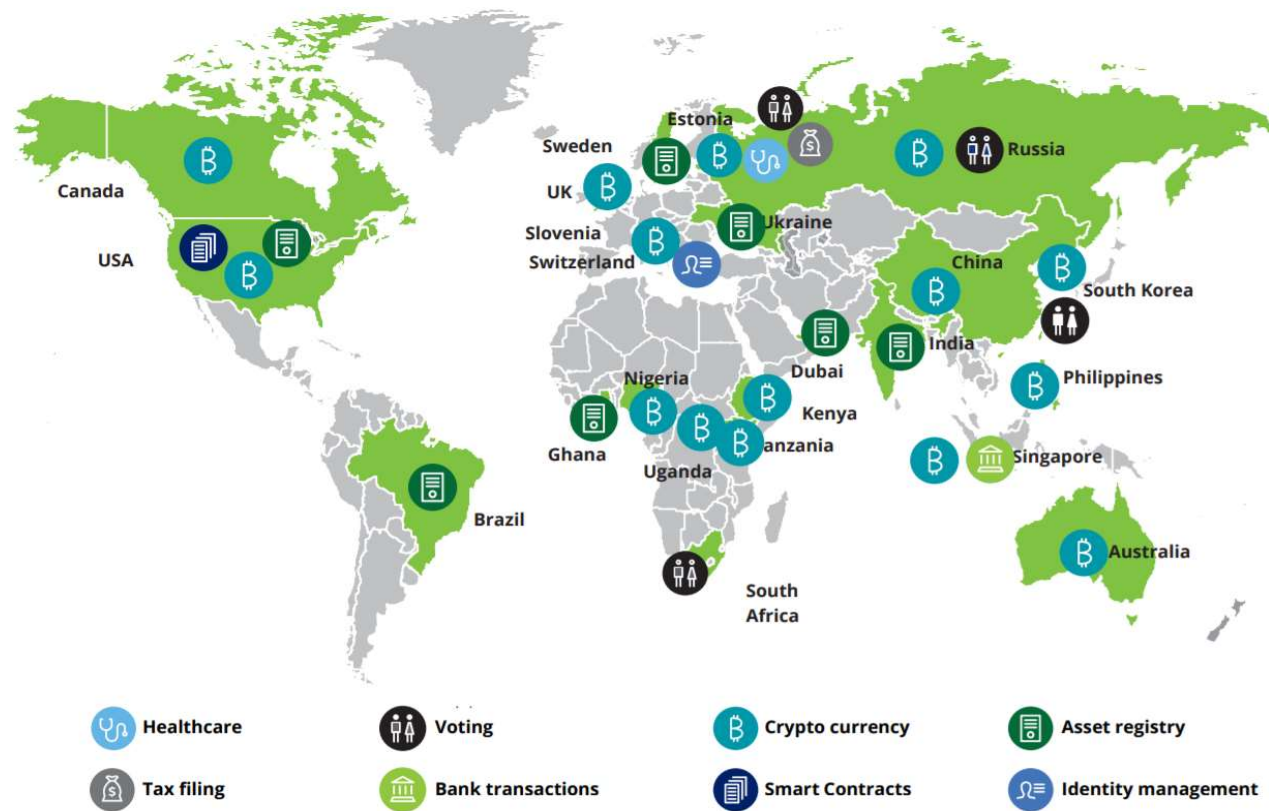 Estonia
Sweden
Russia
Canada
UK
Ukraine
Slovenia
USA
Switzerland
China
South Korea
India
Dubai
Nigeria
Philippines
Kenya
anzania
Ghana
Uganda
Singapore
Brazil
Australia
South
Africa
Healthcare
Voting
Crypto currency
Asset registry
Tax filing
Bank transactions
Smart Contracts
Identity management